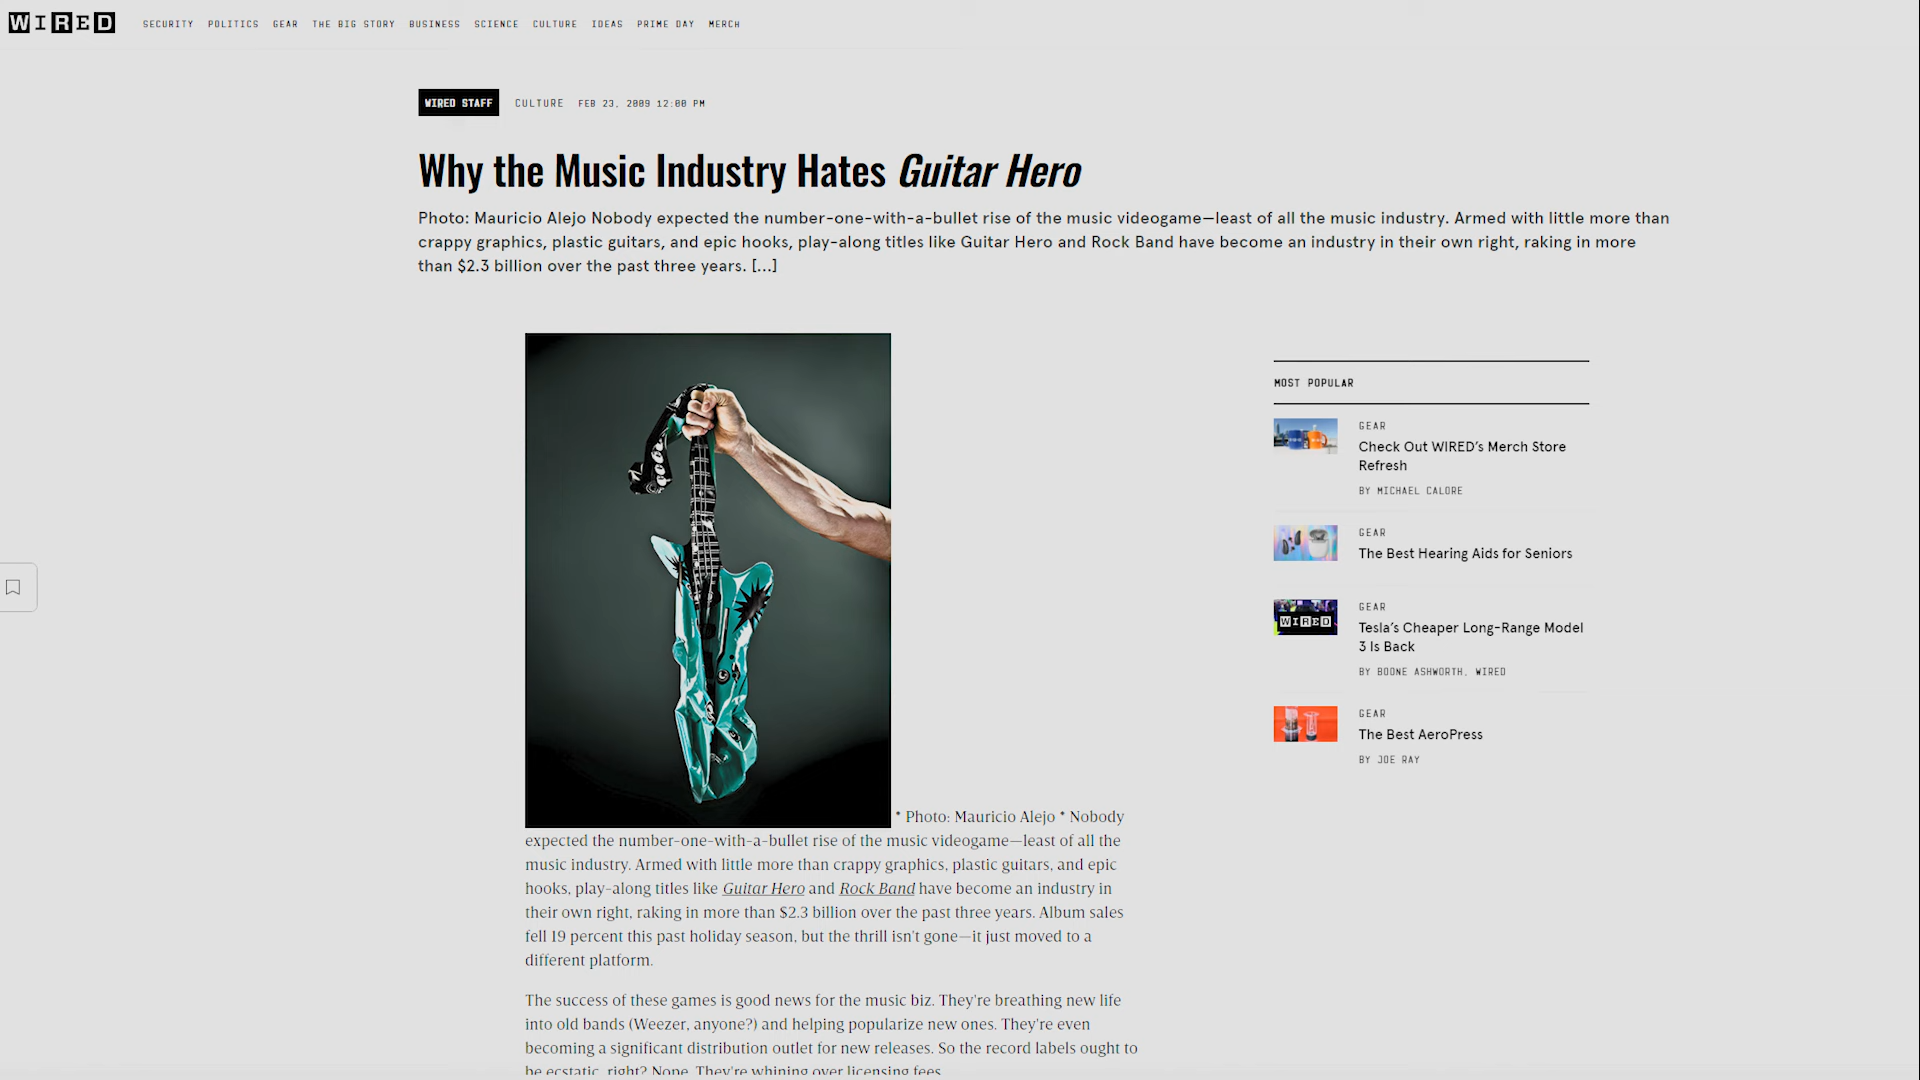 WIRED
SECURITY POLITICS GEAR THE BIG STORY BUSINESS SCIENCE CULTURE IDEAS PRIME DAY MERCH
WIRED STAFF CULTURE FEB 23, 2009 12:00 PM
Why the Music Industry Hates Guitar Hero
Photo: Mauricio Alejo Nobody expected the number-one-with-a-bullet rise of the music videogame—least of all the music industry. Armed with little more than
crappy graphics, plastic guitars, and epic hooks, play-along titles like Guitar Hero and Rock Band have become an industry in their own right, raking in more
than $2.3 billion over the past three years. [...]
* Photo: Mauricio Alejo * Nobody
expected the number-one-with-a-bullet rise of the music videogame—least of all the
music industry. Armed with little more than crappy graphics, plastic guitars, and epic
hooks, play-along titles like Guitar Hero and Rock Band have become an industry in
their own right, raking in more than $2.3 billion over the past three years. Album sales
fell 19 percent this past holiday season, but the thrill isn't gone—it just moved to a
different platform.
The success of these games is good news for the music biz. They're breathing new life
into old bands (Weezer, anyone?) and helping popularize new ones. They're even
becoming a significant distribution outlet for new releases. So the record labels ought to
be ecstatic, right? Nope. They're whining over licensing fees.
MOST POPULAR
GEAR
Check Out WIRED’s Merch Store
Refresh
BY MICHAEL CALORE
GEAR
The Best Hearing Aids for Seniors
WIRED
GEAR
Tesla’s Cheaper Long-Range Model
3 Is Back
BY BOONE ASHWORTH, WIRED
GEAR
The Best AeroPress
BY JOE RAY